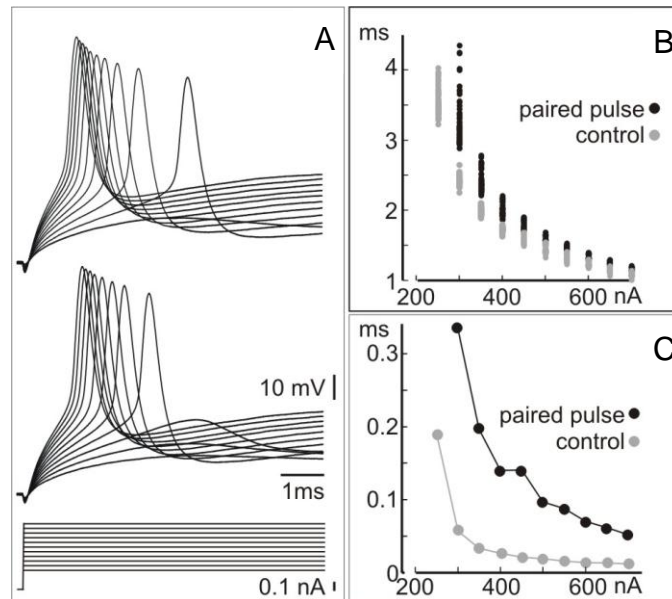 A
10 mV
1ms
0.1 nA
B
ms
4
3
2
1
paired pulse
control
200
400
600
nA
C
ms
0.3
0.2
0.1
0
paired pulse
control
200
400
600
nA